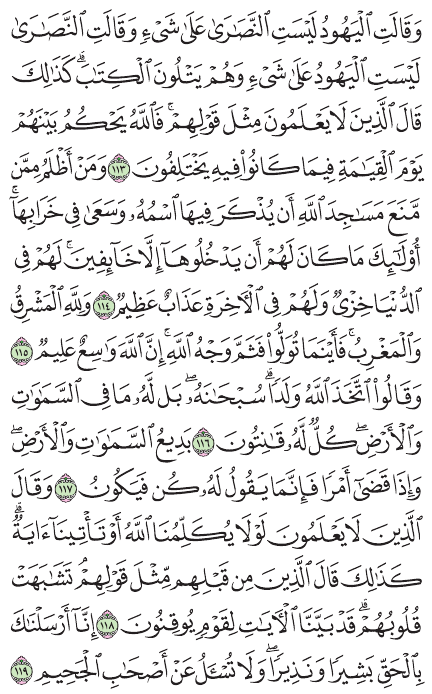 وَقَالَتِ ٱلْيَهُودُ لَيْسَتِ ٱلنَّصَٰرَىٰ عَلَىٰ شَىْءٍ وَقَالَتِ ٱلنَّصَٰرَىٰ
لَيْسَتِ ٱلْيَهُودُ عَلَىٰ شَىْءٍ وَهُمْ يَتْلُونَ ٱلْكِتَٰبَ ۗ كَذَٰلِكَ
قَالَ ٱلَّذِينَ لَا يَعْلَمُونَ مِثْلَ قَوْلِهِمْ ۚ فَٱللَّهُ يَحْكُمُ بَيْنَهُمْ
يَوْمَ ٱلْقِيَٰمَةِ فِيمَا كَانُوا۟ فِيهِ يَخْتَلِفُونَ ١١٣ وَمَنْ أَظْلَمُ مِمَّن
مَّنَعَ مَسَٰجِدَ ٱللَّهِ أَن يُذْكَرَ فِيهَا ٱسْمُهُۥ وَسَعَىٰ فِى خَرَابِهَآ ۚ
أُو۟لَٰٓئِكَ مَا كَانَ لَهُمْ أَن يَدْخُلُوهَآ إِلَّا خَآئِفِينَ ۚ لَهُمْ فِى
ٱلدُّنْيَا خِزْىٌ وَلَهُمْ فِى ٱلْءَاخِرَةِ عَذَابٌ عَظِيمٌ ١١٤ وَلِلَّهِ ٱلْمَشْرِقُ
وَٱلْمَغْرِبُ ۚ فَأَيْنَمَا تُوَلُّوا۟ فَثَمَّ وَجْهُ ٱللَّهِ ۚ إِنَّ ٱللَّهَ وَٰسِعٌ عَلِيمٌ ١١٥
وَقَالُوا۟ ٱتَّخَذَ ٱللَّهُ وَلَدًا ۗ سُبْحَٰنَهُۥ ۖ بَل لَّهُۥ مَا فِى ٱلسَّمَٰوَٰتِ
وَٱلْأَرْضِ ۖ كُلٌّ لَّهُۥ قَٰنِتُونَ ١١٦ بَدِيعُ ٱلسَّمَٰوَٰتِ وَٱلْأَرْضِ ۖ
وَإِذَا قَضَىٰٓ أَمْرًا فَإِنَّمَا يَقُولُ لَهُۥ كُن فَيَكُونُ ١١٧ وَقَالَ
ٱلَّذِينَ لَا يَعْلَمُونَ لَوْلَا يُكَلِّمُنَا ٱللَّهُ أَوْ تَأْتِينَآ ءَايَةٌ ۗ
كَذَٰلِكَ قَالَ ٱلَّذِينَ مِن قَبْلِهِم مِّثْلَ قَوْلِهِمْ ۘ تَشَٰبَهَتْ
قُلُوبُهُمْ ۗ قَدْ بَيَّنَّا ٱلْءَايَٰتِ لِقَوْمٍ يُوقِنُونَ ١١٨ إِنَّآ أَرْسَلْنَٰكَ
بِٱلْحَقِّ بَشِيرًا وَنَذِيرًا ۖ وَلَا تُسْـَٔلُ عَنْ أَصْحَٰبِ ٱلْجَحِيمِ ١١٩